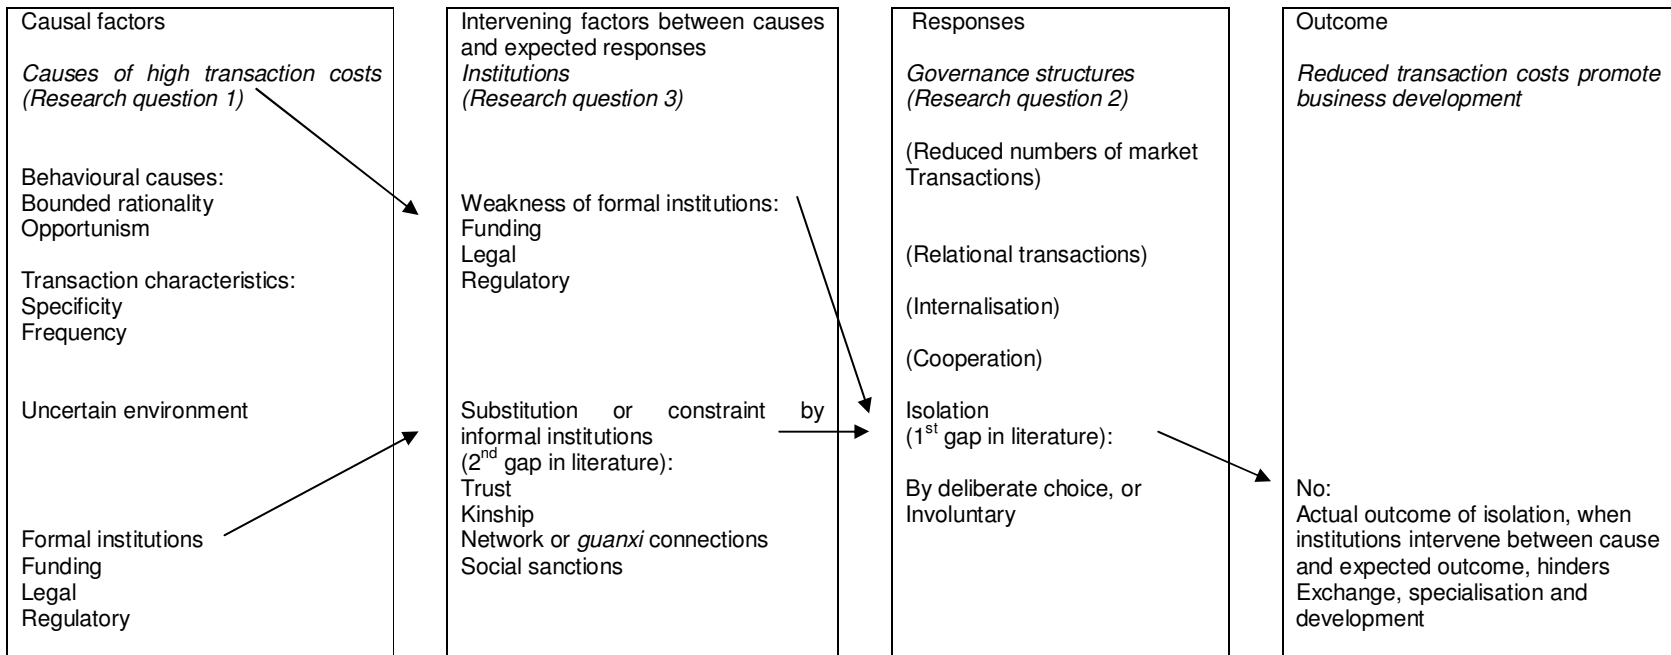 Causal factors
Causes of high transaction costs
(Research question 1)
Behavioural causes:
Bounded rationality
Opportunism
Transaction characteristics:
Specificity
Frequency
Uncertain environment
Formal institutions
Funding
Legal
Regulatory
Intervening factors between causes
and expected responses
Institutions
(Research question 3)
Weakness of formal institutions:
Funding
Legal
Regulatory
Substitution or constraint by
informal institutions
(2nd gap in literature):
Trust
Kinship
Network or guanxi connections
Social sanctions
Responses
Governance structures
(Research question 2)
(Reduced numbers of market
Transactions)
(Relational transactions)
(Internalisation)
(Cooperation)
Isolation
(1st gap in literature):
By deliberate choice, or
Involuntary
Outcome
Reduced transaction costs promote
business development
No:
Actual outcome of isolation, when
institutions intervene between cause
and expected outcome, hinders
Exchange, specialisation and
development